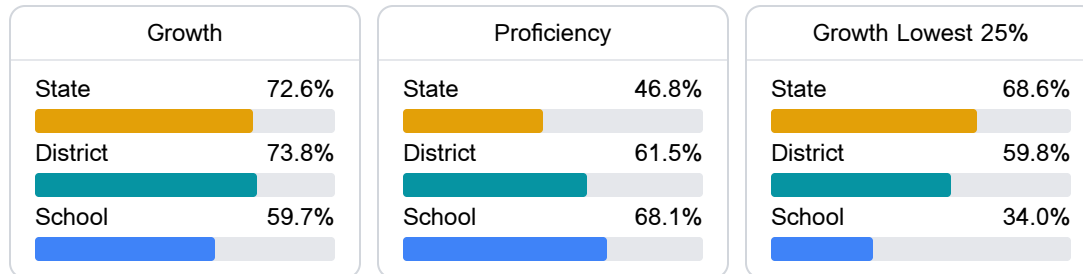 Growth
State 72.6%
District 73.8%
School 59.7%
Proficiency
State 46.8%
District 61.5%
School 68.1%
Growth Lowest 25%
State 68.6%
District 59.8%
School 34.0%